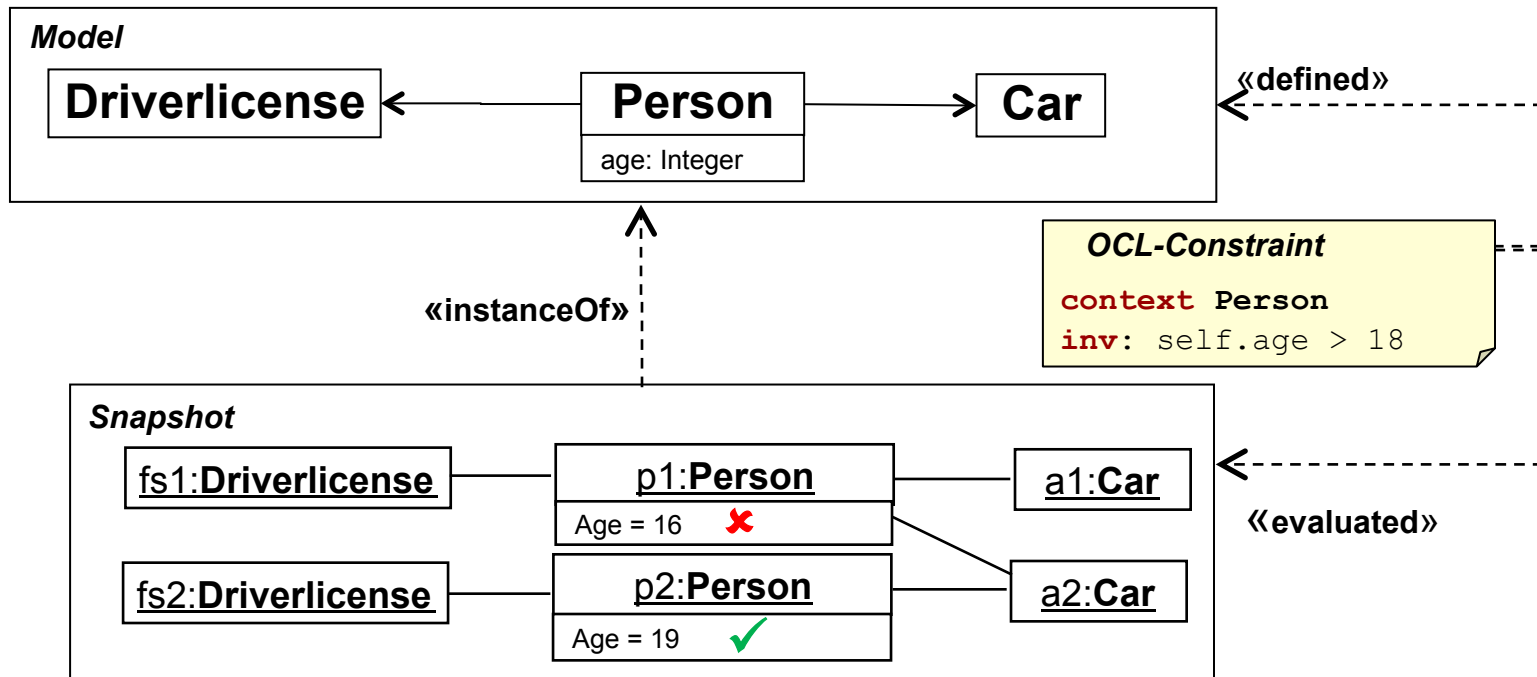 Model
Driverlicense
Person
Car
age: Integer
«defined»
OCL-Constraint
context Person
inv: self.age > 18
«instanceOf»
Snapshot
fs1:Driverlicense
p1:Person
a1:Car
Age = 16
«evaluated»
fs2:Driverlicense
p2:Person
a2:Car
Age = 19